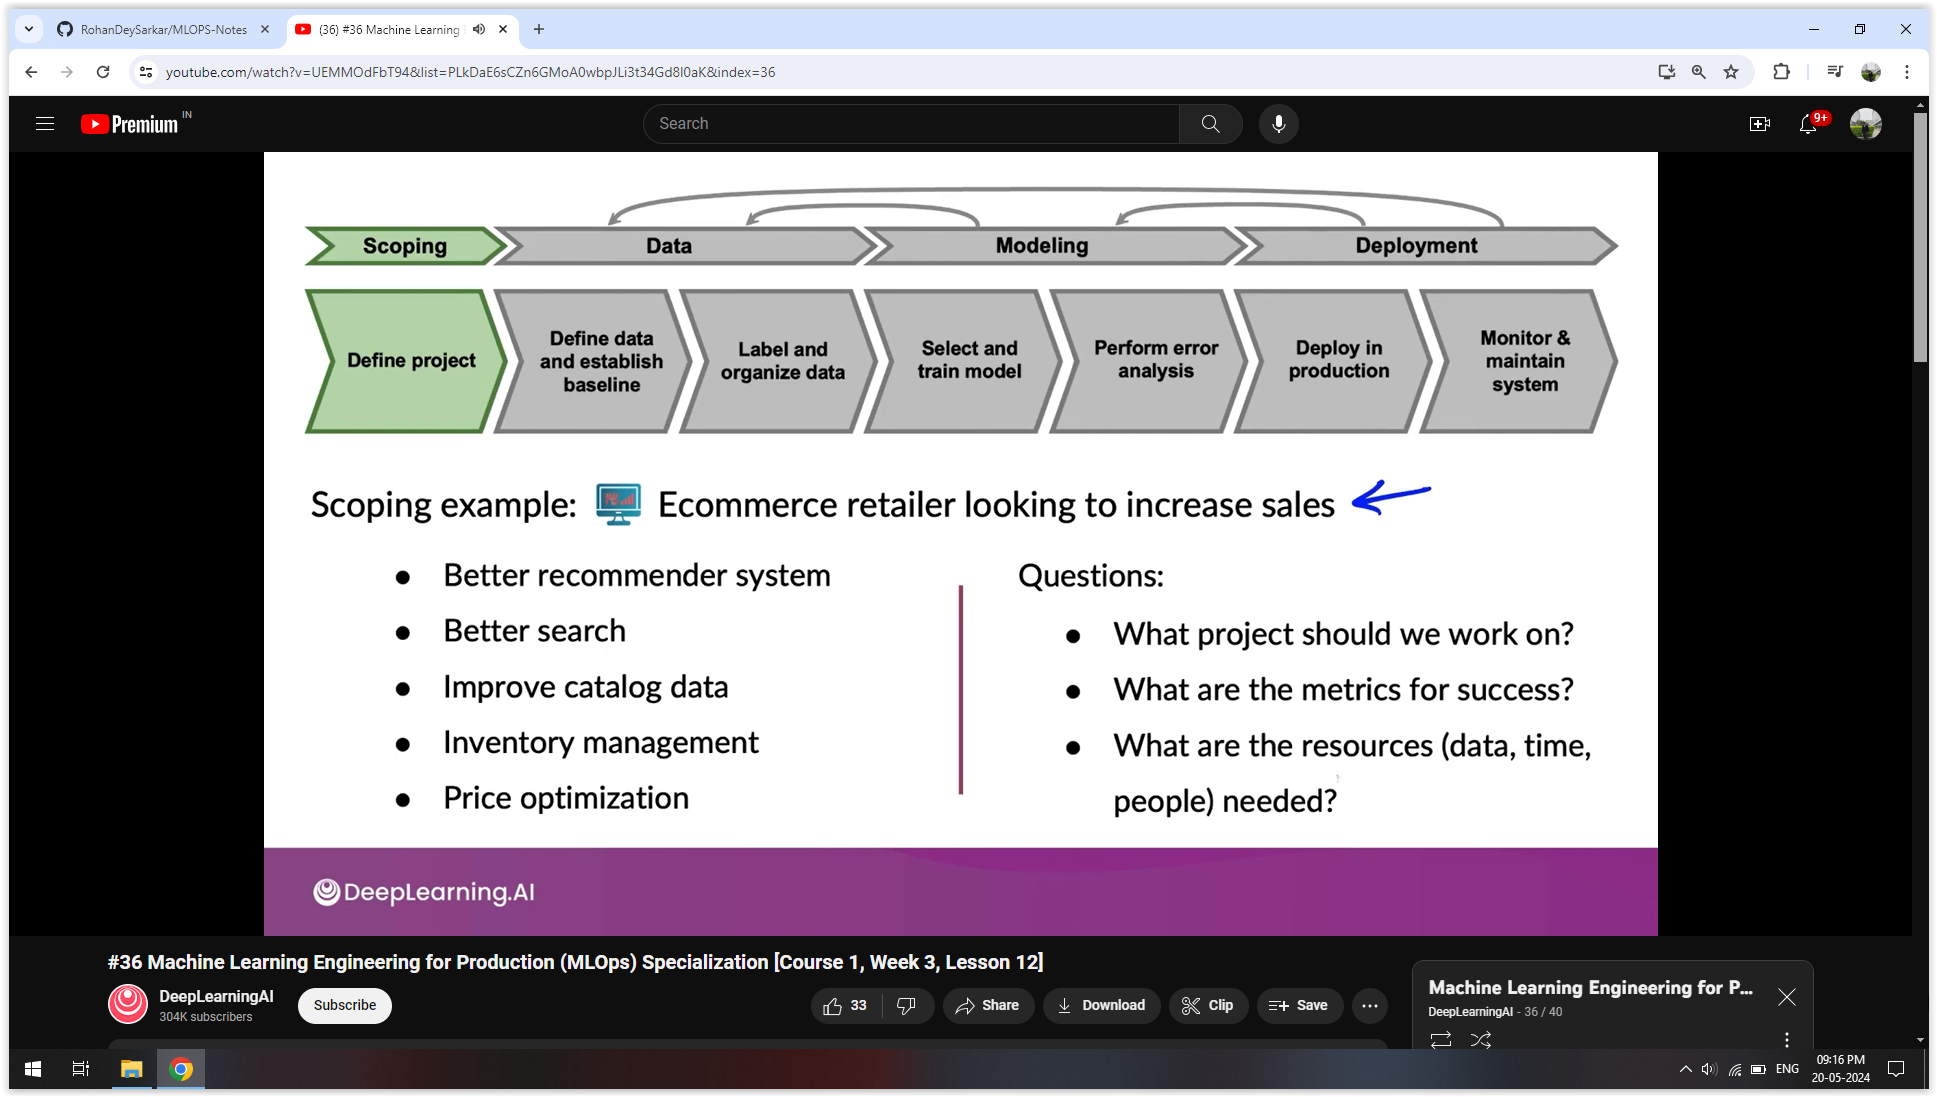 RohanDeySarkar/MLOPS-Notes
(36) #36 Machine Learning
youtube.com/watch?v=UEMMOdFbT94&list=PLkDaE6sCZn6GMoA0wbpJLi3t34Gd8l0aK&index=36
Premium IN
Search
9+
Scoping Data Modeling Deployment
Define project
Define data
and establish
baseline
Label and
organize data
Select and
train model
Perform error
analysis
Deploy in
production
Monitor &
maintain
system
Scoping example: Ecommerce retailer looking to increase sales
● Better recommender system
● Better search
● Improve catalog data
● Inventory management
● Price optimization
Questions:
● What project should we work on?
● What are the metrics for success?
● What are the resources (data, time,
people) needed?
DeepLearning.AI
#36 Machine Learning Engineering for Production (MLOps) Specialization [Course 1, Week 3, Lesson 12]
DeepLearningAI
304K subscribers
Subscribe
33
Share
Download
Clip
Save
Machine Learning Engineering for P...
DeepLearningAI - 36 / 40
ENG
09:16 PM
20-05-2024